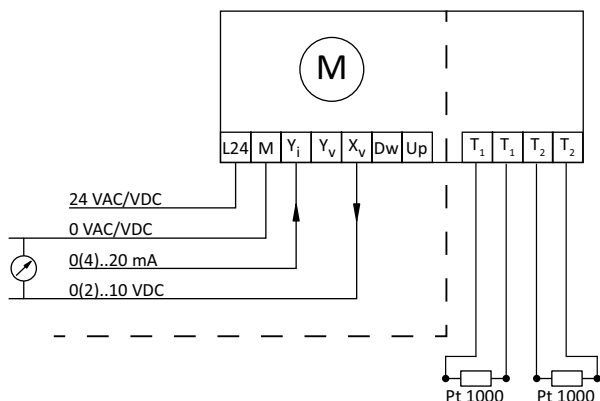 M
L24 M Yi Yv Xv Dw Up T1 T1 T2 T2
24 VAC/VDC
0 VAC/VDC
0(4)..20 mA
0(2)..10 VDC
Pt 1000 Pt 1000